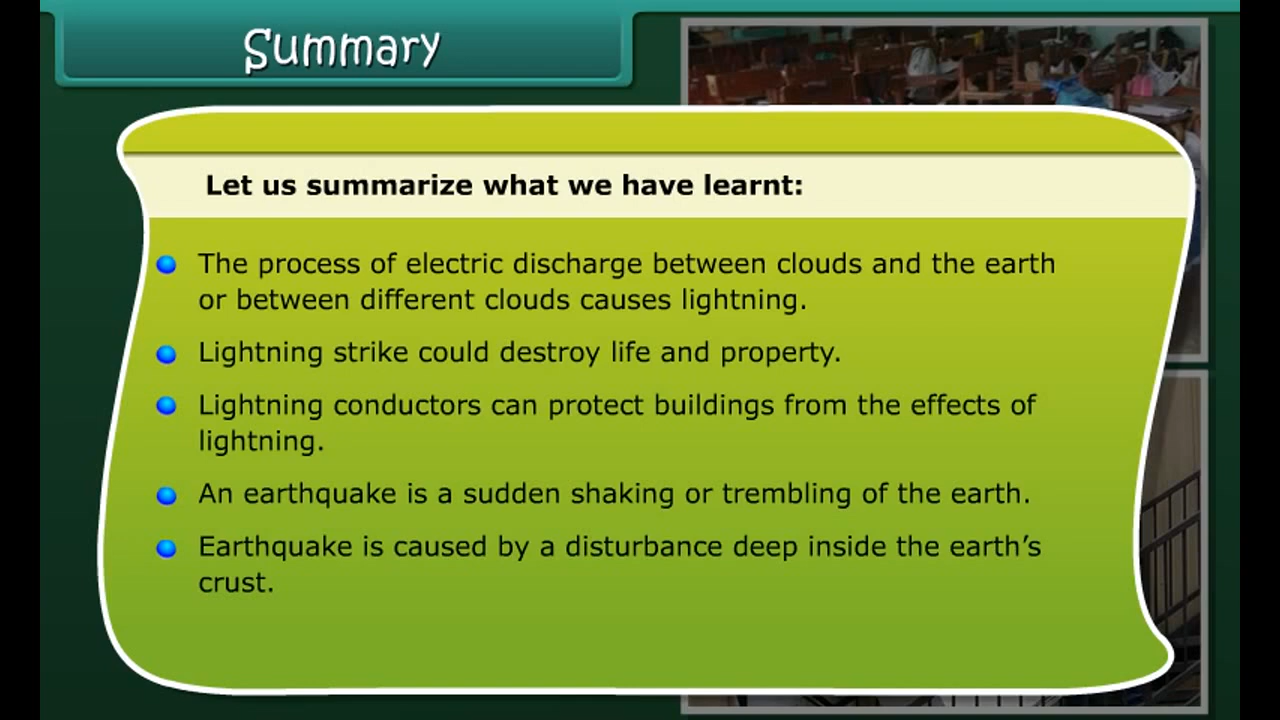 Summary
Let us summarize what we have learnt:
The process of electric discharge between clouds and the earth
or between different clouds causes lightning.
Lightning strike could destroy life and property.
Lightning conductors can protect buildings from the effects of
lightning.
An earthquake is a sudden shaking or trembling of the earth.
Earthquake is caused by a disturbance deep inside the earth’s
crust.